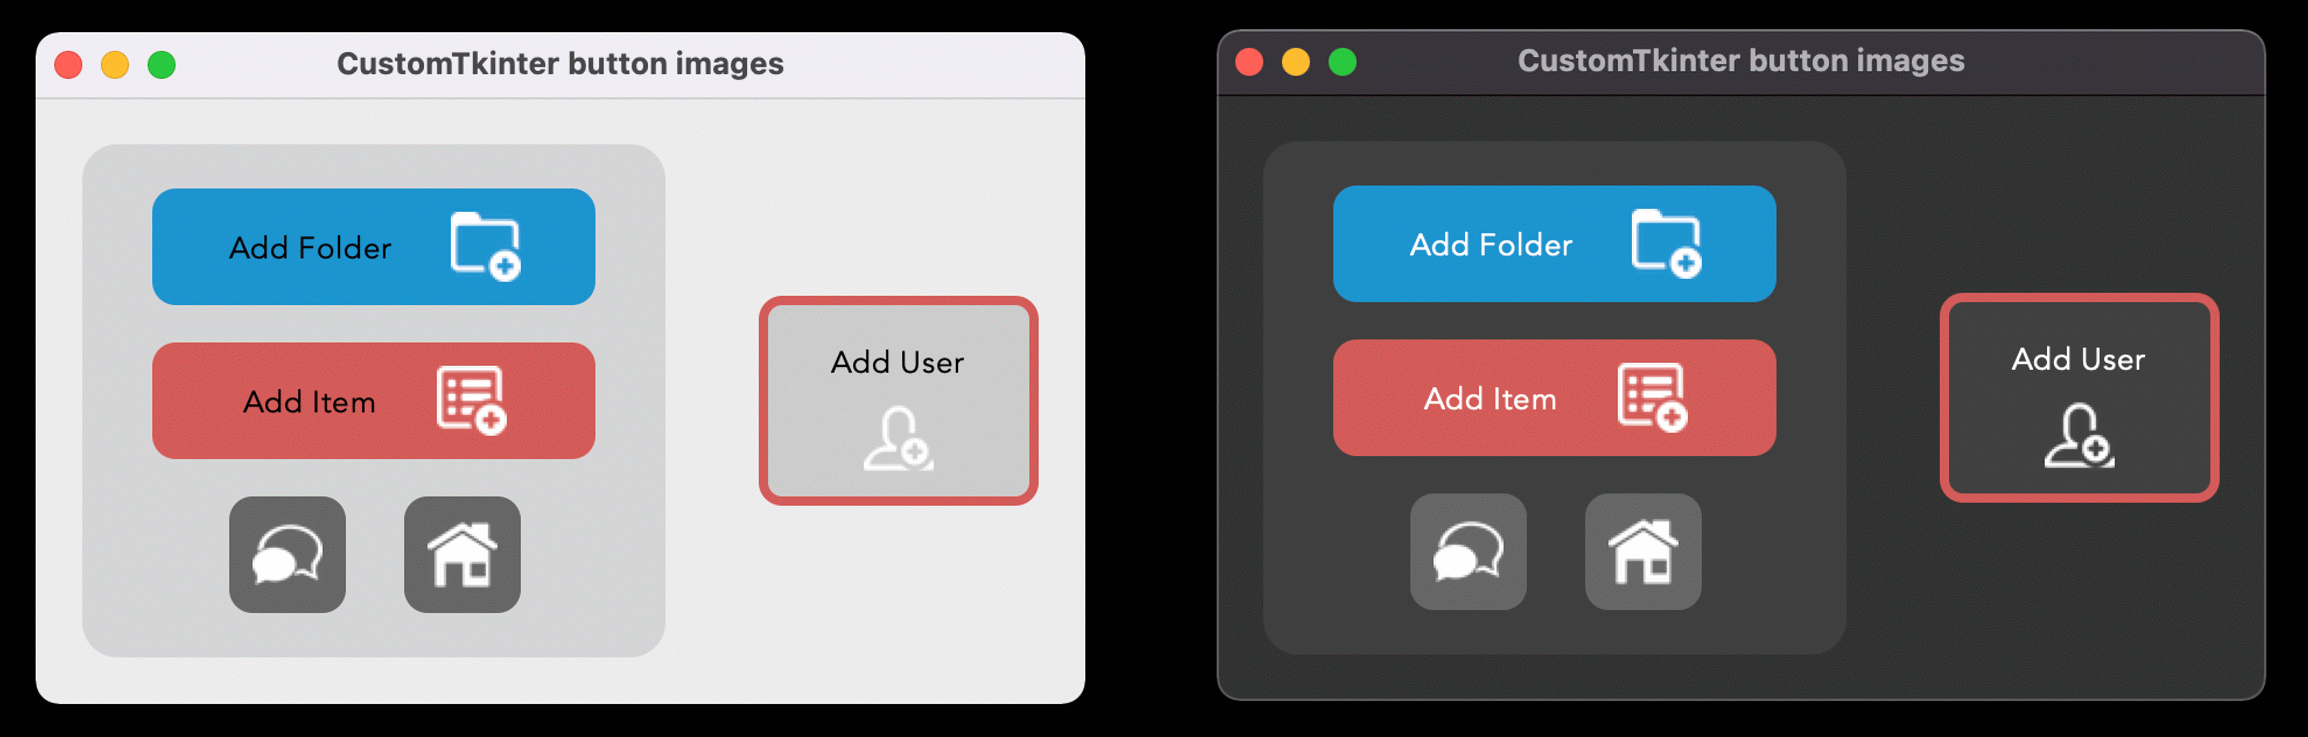 CustomTkinter button images
Add Folder
Add Item
Add User
CustomTkinter button images
Add Folder
Add Item
Add User